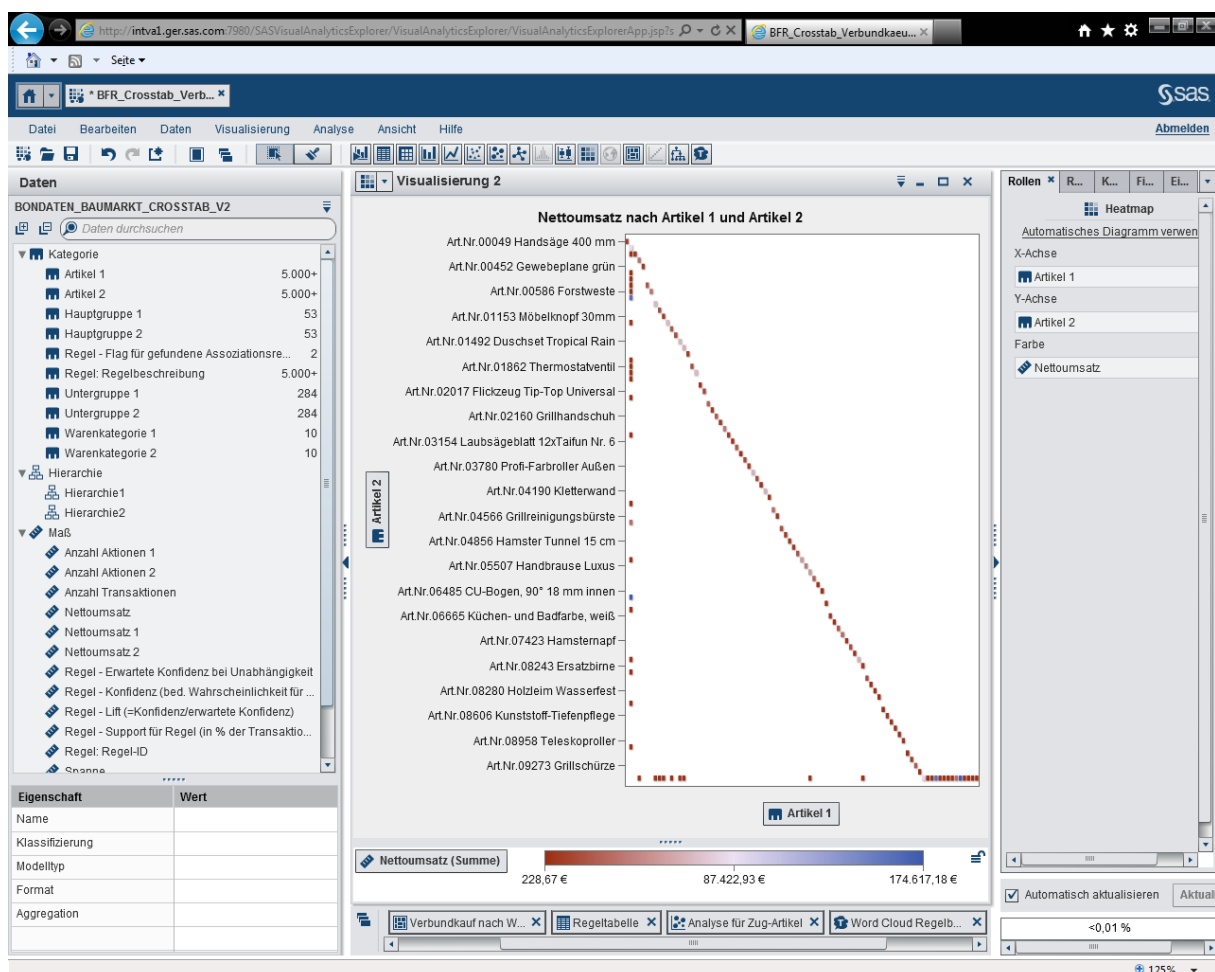 http://intva1.ger.sas.com:7980/SASVisualAnalyticsExplorer/VisualAnalyticsExplorer/VisualAnalyticsExplorerApp.jsp?s
BFR_Crosstab_Verbundkaeu...
Seite
* BFR_Crosstab_Verb...
sas
Datei Bearbeiten Daten Visualisierung Analyse Ansicht Hilfe
Abmelden
Daten
BONDATEN_BAUMARKT_CROSSTAB_V2
Daten durchsuchen
Kategorie
Artikel 1 5.000+
Artikel 2 5.000+
Hauptgruppe 1 53
Hauptgruppe 2 53
Regel - Flag für gefundene Assoziationsre... 2
Regel: Regelbeschreibung 5.000+
Untergruppe 1 284
Untergruppe 2 284
Warenkategorie 1 10
Warenkategorie 2 10
Hierarchie
Hierarchie1
Hierarchie2
Maß
Anzahl Aktionen 1
Anzahl Aktionen 2
Anzahl Transaktionen
Nettoumsatz
Nettoumsatz 1
Nettoumsatz 2
Regel - Erwartete Konfidenz bei Unabhängigkeit
Regel - Konfidenz (bed. Wahrscheinlichkeit für ...
Regel - Lift (=Konfidenz/erwartete Konfidenz)
Regel - Support für Regel (in % der Transaktio...
Regel: Regel-ID
Spanne
Eigenschaft Wert
Name
Klassifizierung
Modelltyp
Format
Aggregation
Visualisierung 2
Nettoumsatz nach Artikel 1 und Artikel 2
Art.Nr.00049 Handsäge 400 mm
Art.Nr.00452 Gewebeplane grün
Art.Nr.00586 Forstweste
Art.Nr.01153 Möbelknopf 30mm
Art.Nr.01492 Duschset Tropical Rain
Art.Nr.01862 Thermostatventil
Art.Nr.02017 Flickzeug Tip-Top Universal
Art.Nr.02160 Grillhandschuh
Art.Nr.03154 Laubsägeblatt 12xTaifun Nr. 6
Art.Nr.03780 Profi-Farbroller Außen
Art.Nr.04190 Kletterwand
Art.Nr.04566 Grillreinigungsbürste
Art.Nr.04856 Hamster Tunnel 15 cm
Art.Nr.05507 Handbrause Luxus
Art.Nr.06485 CU-Bogen, 90° 18 mm innen
Art.Nr.06665 Küchen- und Badfarbe, weiß
Art.Nr.07423 Hamsternapf
Art.Nr.08243 Ersatzbirne
Art.Nr.08280 Holzleim Wasserfest
Art.Nr.08606 Kunststoff-Tiefenpflege
Art.Nr.08958 Teleskoproller
Art.Nr.09273 Grillschürze
Artikel 2
Artikel 1
Nettoumsatz (Summe)
228,67 € 87.422,93 € 174.617,18 €
Verbundkauf nach W... Regeltabelle Analyse für Zug-Artikel Word Cloud Regelb...
Rollen R... K... Fi... Ei...
Heatmap
Automatisches Diagramm verwen
X-Achse
Artikel 1
Y-Achse
Artikel 2
Farbe
Nettoumsatz
Automatisch aktualisieren Aktual
<0,01 %
125%